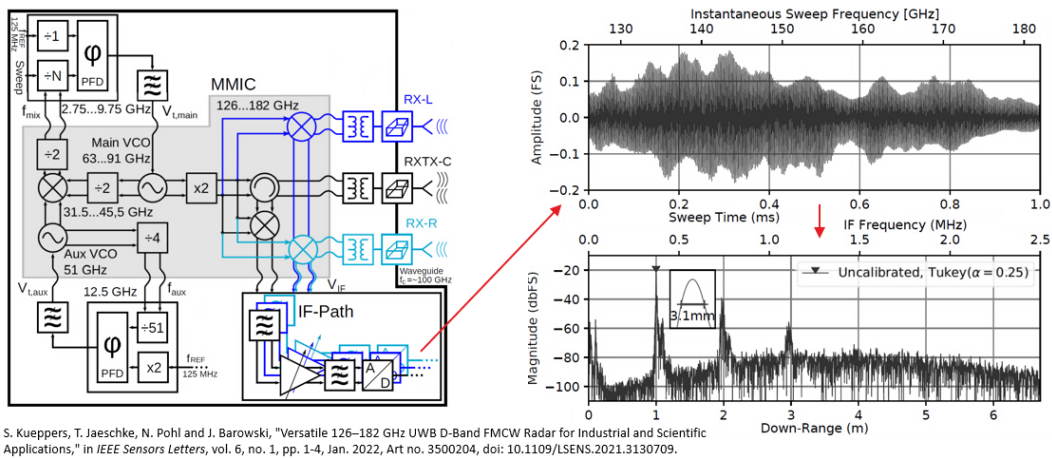 fREF
125 MHz
Sweep
÷1
÷N
φ
PFD
2.75...9.75 GHz
Vt,main
fmix
MMIC
126...182 GHz
RX-L
÷2
Main VCO
63...91 GHz
÷2
x2
RXTX-C
31.5...45,5 GHz
RX-R
Aux VCO
51 GHz
÷4
Waveguide
fc=~100 GHz
Vt,aux
12.5 GHz
faux
VIF
φ
PFD
÷51
x2
fREF
125 MHz
IF-Path
A
D
A
Instantaneous Sweep Frequency [GHz]
130 140 150 160 170 180
Amplitude (FS)
0.2
0.1
0.0
−0.1
−0.2
0.0 0.2 0.4 0.6 0.8 1.0
Sweep Time (ms)
IF Frequency (MHz)
0.0 0.5 1.0 1.5 2.0 2.5
Magnitude (dBFS)
−20
−40
−60
−80
−100
Uncalibrated, Tukey(α = 0.25)
3.1mm
0 1 2 3 4 5 6
Down-Range (m)
S. Kueppers, T. Jaeschke, N. Pohl and J. Barowski, "Versatile 126–182 GHz UWB D-Band FMCW Radar for Industrial and Scientific
Applications," in IEEE Sensors Letters, vol. 6, no. 1, pp. 1-4, Jan. 2022, Art no. 3500204, doi: 10.1109/LSENS.2021.3130709.